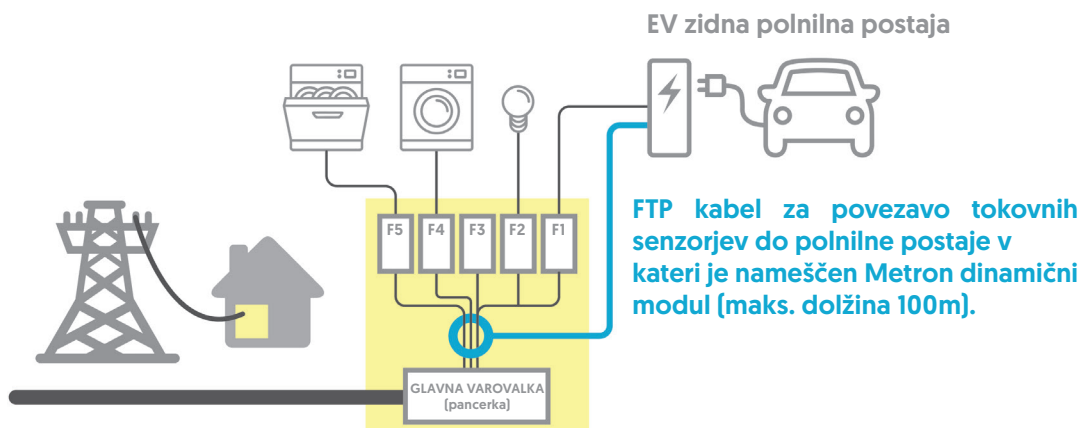 EV zidna polnilna postaja
F5 F4 F3 F2 F1
FTP kabel za povezavo tokovnih
senzorjev do polnilne postaje v
kateri je nameščen Metron dinamični
modul (maks. dolžina 100m).
GLAVNA VAROVALKA
(pancerka)